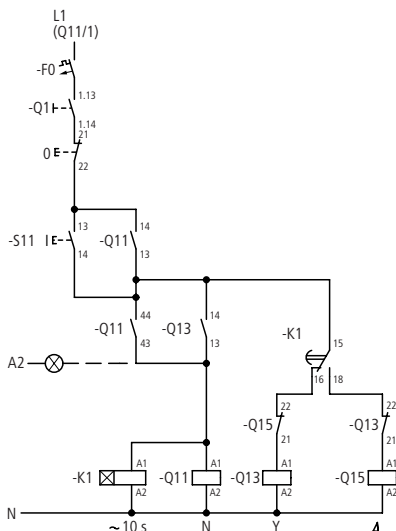 L1
(Q11/1)
-F0
1.13
-Q1
1.14
21
0
22
13
14
-S11
-Q11
14
13
44
14
-Q11
-Q13
43
13
15
-K1
A2
16 18
22
22
-Q15
-Q13
21
21
A1
A1
A1
A1
-K1
-Q11
-Q13
-Q15
A2
A2
A2
A2
N
~10 s
N
Y